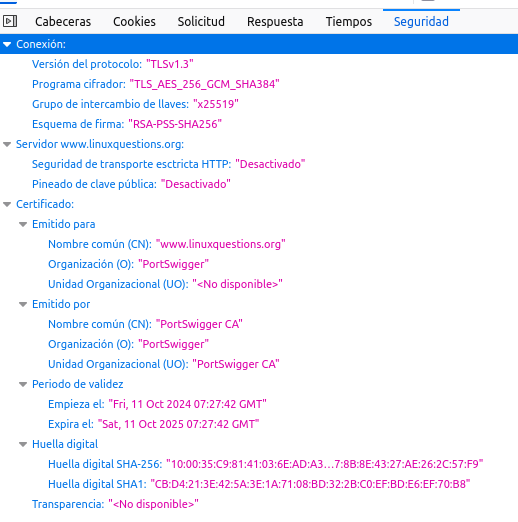 Cabeceras Cookies Solicitud Respuesta Tiempos Seguridad
Conexión:
Versión del protocolo: "TLSv1.3"
Programa cifrador: "TLS_AES_256_GCM_SHA384"
Grupo de intercambio de llaves: "x25519"
Esquema de firma: "RSA-PSS-SHA256"
Servidor www.linuxquestions.org:
Seguridad de transporte esctricta HTTP: "Desactivado"
Pineado de clave pública: "Desactivado"
Certificado:
Emitido para
Nombre común (CN): "www.linuxquestions.org"
Organización (O): "PortSwigger"
Unidad Organizacional (UO): "<No disponible>"
Emitido por
Nombre común (CN): "PortSwigger CA"
Organización (O): "PortSwigger"
Unidad Organizacional (UO): "PortSwigger CA"
Periodo de validez
Empieza el: "Fri, 11 Oct 2024 07:27:42 GMT"
Expira el: "Sat, 11 Oct 2025 07:27:42 GMT"
Huella digital
Huella digital SHA-256: "10:00:35:C9:81:41:03:6E:AD:A3…7:8B:8E:43:27:AE:26:2C:57:F9"
Huella digital SHA1: "CB:D4:21:3E:42:5A:3E:1A:71:08:BD:32:2B:C0:EF:BD:E6:EF:70:B8"
Transparencia: "<No disponible>"